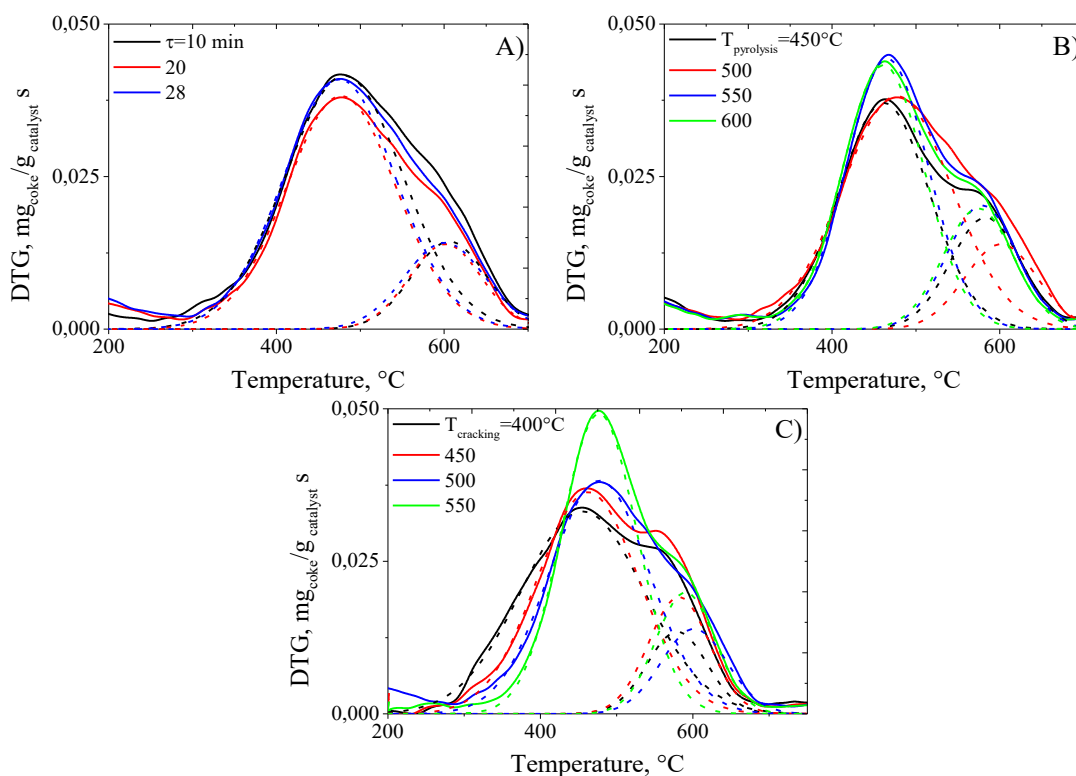 0,050
0,025
0,000
DTG, mg_coke/g_catalyst s
τ=10 min
20
28
A)
200
400
600
Temperature, °C
0,050
0,025
0,000
DTG, mg_coke/g_catalyst s
T_pyrolysis=450°C
500
550
600
B)
200
400
600
Temperature, °C
0,050
0,025
0,000
DTG, mg_coke/g_catalyst s
T_cracking=400°C
450
500
550
C)
200
400
600
Temperature, °C